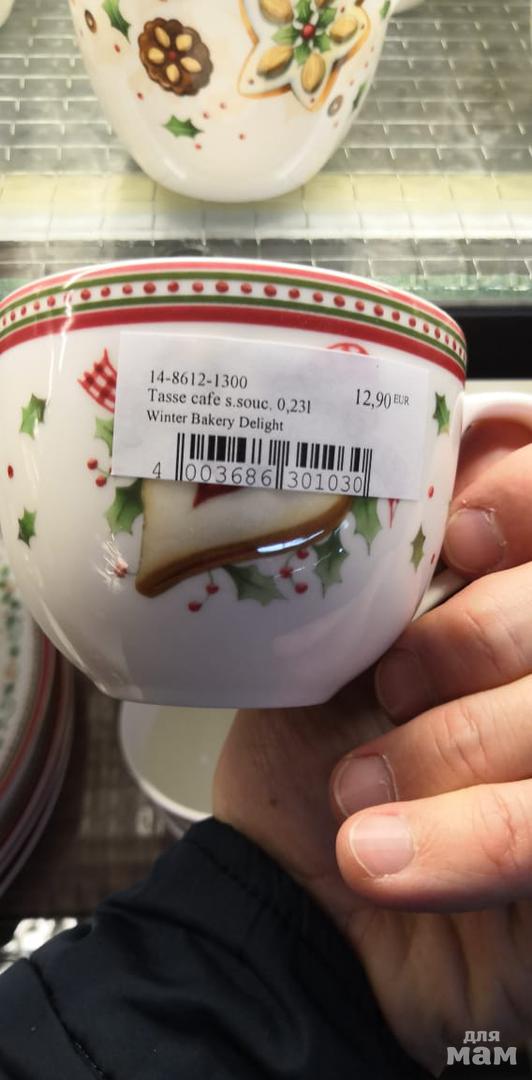 14-8612-1300
Tasse cafe s.souc. 0,23l 12,90 EUR
Winter Bakery Delight
4 003686 301030
для
мам